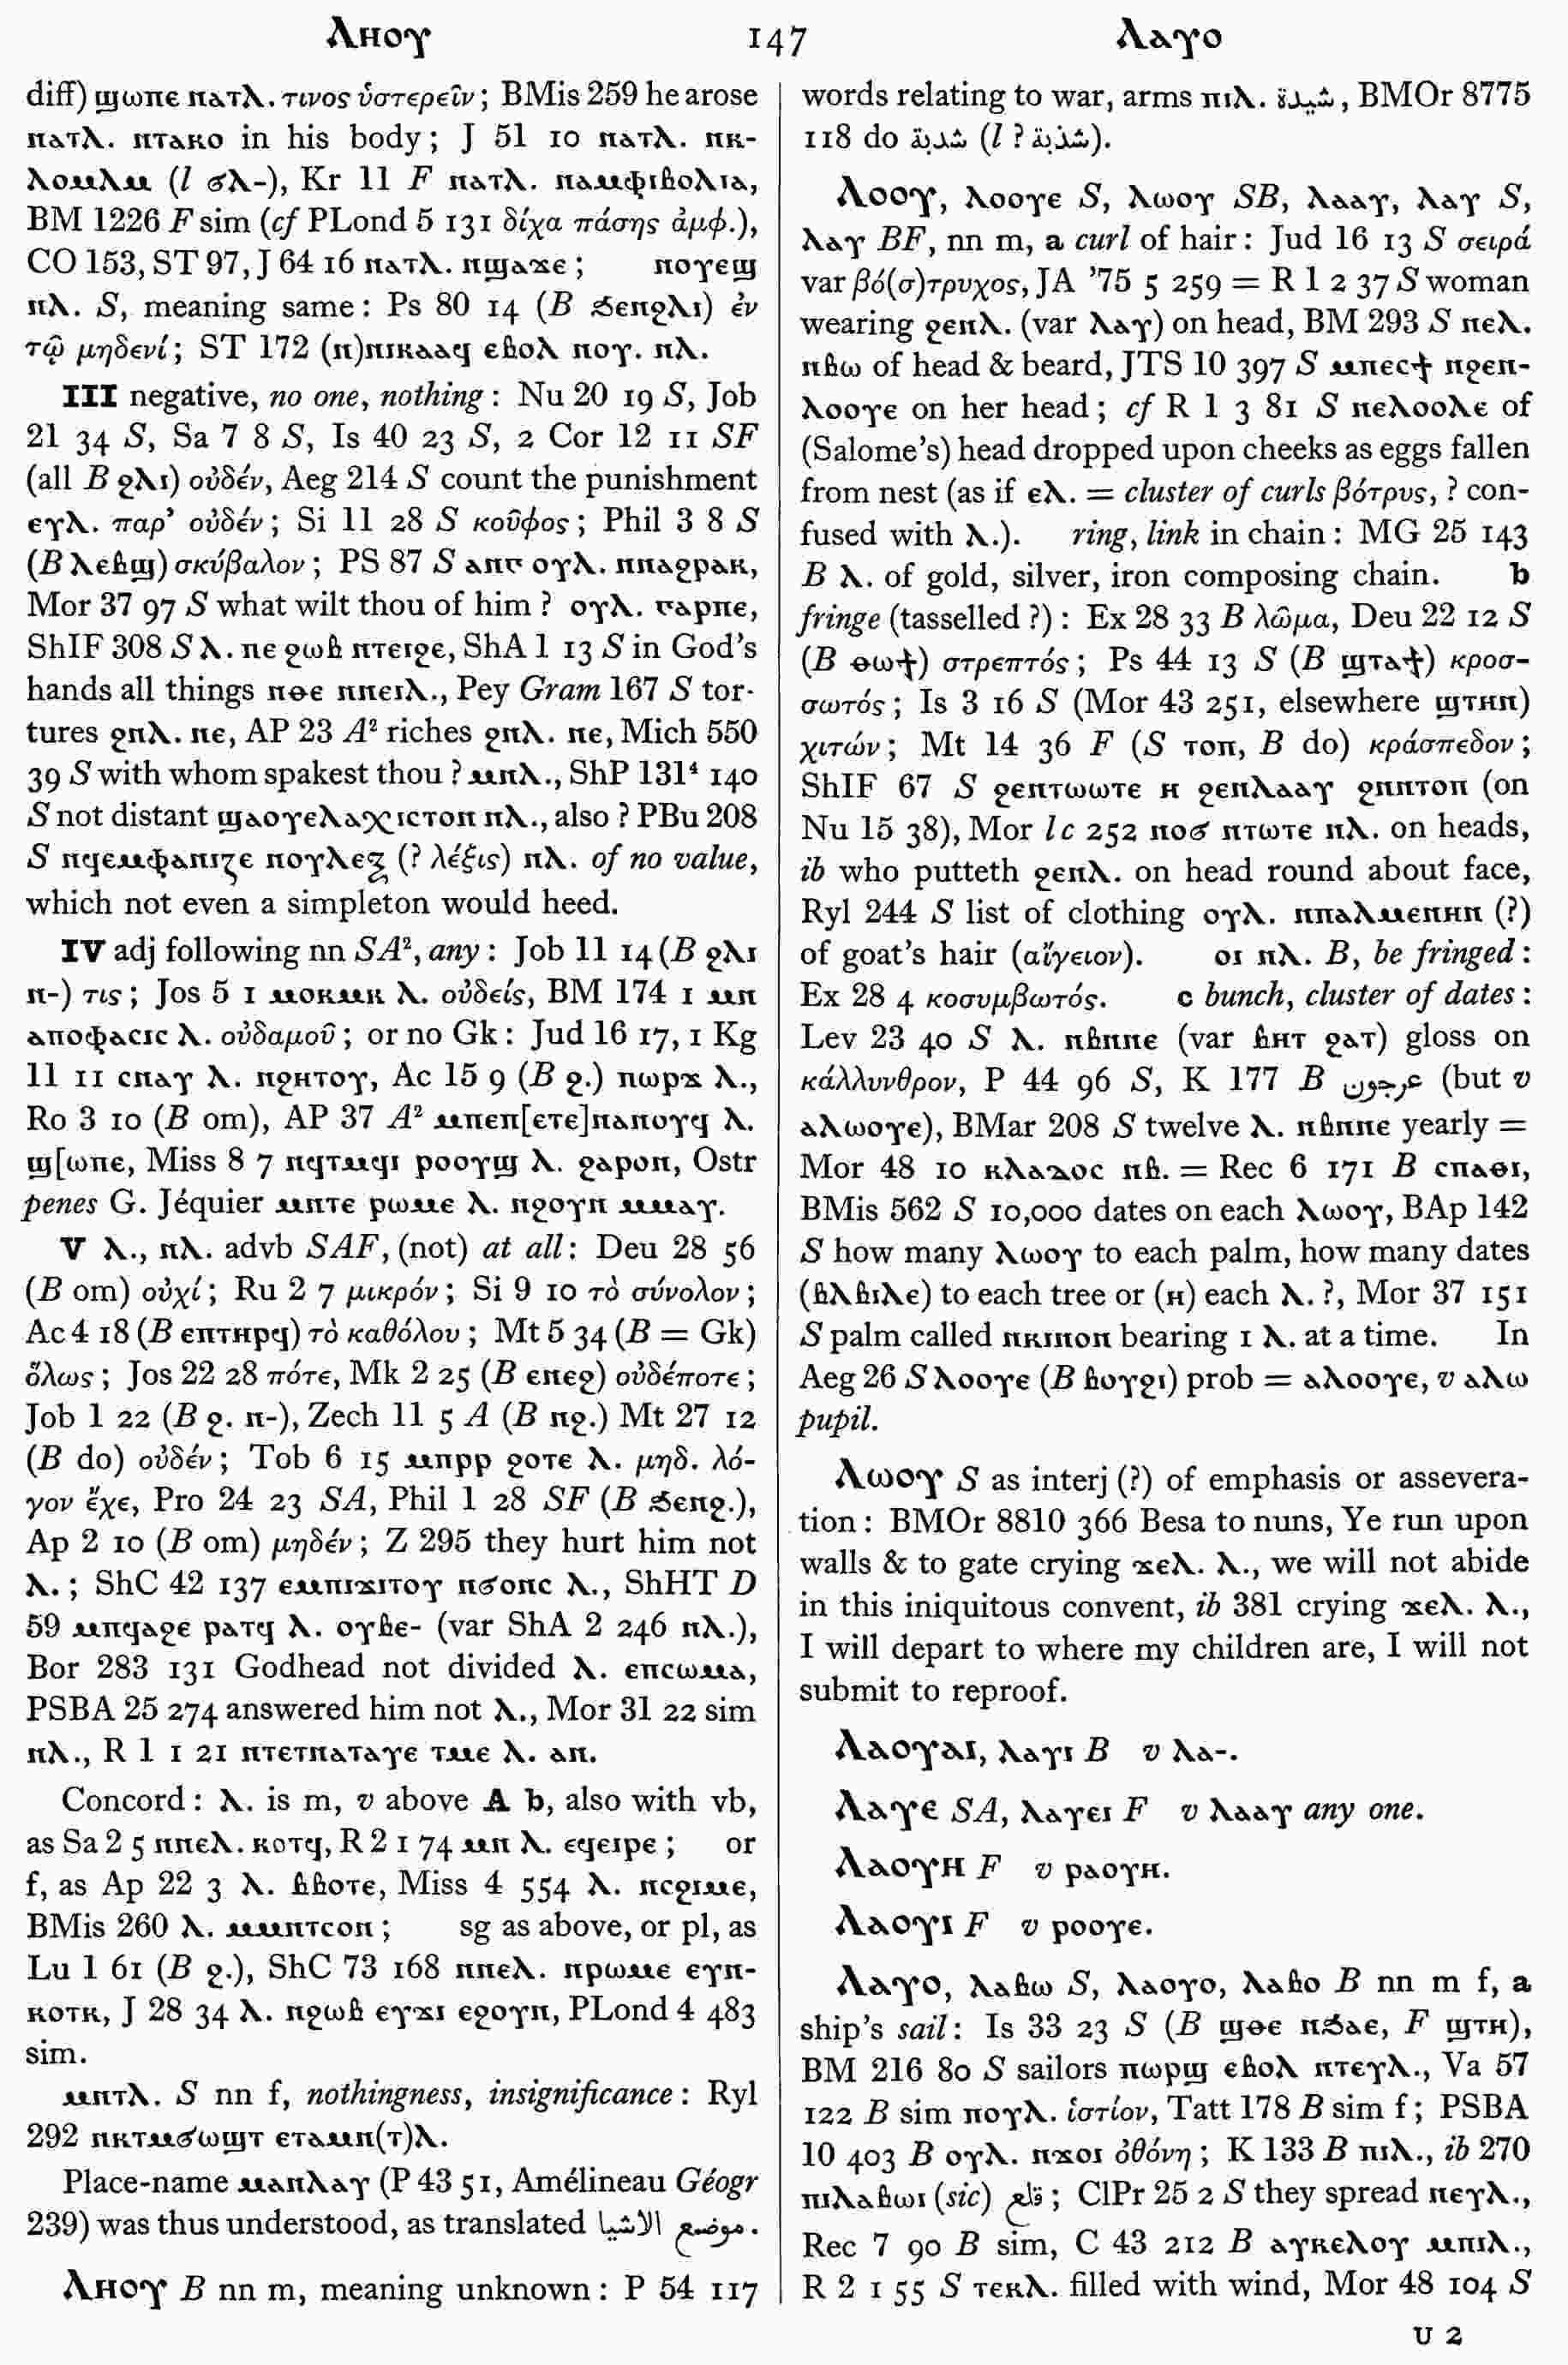 ⲗⲏⲟⲩ 147 ⲗⲁⲩⲟ
diff) ϣⲱⲡⲉ ⲛⲁⲧⲗ. τινος ὑστερεῖν; BMis 259 he arose
ⲛⲁⲧⲗ. ⲛⲧⲁⲕⲟ in his body; J 51 10 ⲛⲁⲧⲗ. ⲛⲕ-
ⲗⲟⲙⲗⲙ (l ϭⲗ-), Kr 11 F ⲛⲁⲧⲗ. ⲛⲁⲙⲫⲓⲃⲟⲗⲓⲁ,
BM 1226 F sim (cf PLond 5 131 δίχα πάσης ἀμφ.),
CO 153, ST 97, J 64 16 ⲛⲁⲧⲗ. ⲛϣⲁϫⲉ; ⲛⲟⲩⲉϣ
ⲛⲗ. S, meaning same: Ps 80 14 (B ϧⲉⲛϩⲗⲓ) ἐν
τῷ μηδενί; ST 172 (ⲛ)ⲛⲓⲕⲁⲁϥ ⲉⲃⲟⲗ ⲛⲟⲩ. ⲛⲗ.
III negative, no one, nothing: Nu 20 19 S, Job
21 34 S, Sa 7 8 S, Is 40 23 S, 2 Cor 12 11 SF
(all B ϩⲗⲓ) οὐδέν, Aeg 214 S count the punishment
ⲉⲩⲗ. παρ’ οὐδέν; Si 11 28 S κοῦφος; Phil 3 8 S
(B ⲗⲉⲃϣ) σκύβαλον; PS 87 S ⲁⲛⲅ ⲟⲩⲗ. ⲛⲛⲁϩⲣⲁⲕ,
Mor 37 97 S what wilt thou of him? ⲟⲩⲗ. ⲅⲁⲣⲡⲉ,
ShIF 308 S ⲗ. ⲡⲉ ϩⲱⲃ ⲛⲧⲉⲓϩⲉ, ShA 1 13 S in God’s
hands all things ⲛⲑⲉ ⲛⲛⲉⲓⲗ., Pey Gram 167 S tor-
tures ϩⲛⲗ. ⲛⲉ, AP 23 A² riches ϩⲛⲗ. ⲛⲉ, Mich 550
39 S with whom spakest thou? ⲙⲛⲗ., ShP 131⁴ 140
S not distant ϣⲁⲟⲩⲉⲗⲁⲭⲓⲥⲧⲟⲛ ⲛⲗ., also? PBu 208
S ⲛϥⲉⲙⲫⲁⲛⲓⲍⲉ ⲛⲟⲩⲗⲉⲝ (? λέξις) ⲛⲗ. of no value,
which not even a simpleton would heed.
IV adj following nn SA², any: Job 11 14 (B ϩⲗⲓ
ⲛ-) τις; Jos 5 1 ⲙⲟⲕⲙⲕ ⲗ. οὐδείς, BM 174 1 ⲙⲛ
ⲁⲡⲟⲫⲁⲥⲓⲥ ⲗ. οὐδαμοῦ; or no Gk: Jud 16 17, 1 Kg
11 11 ⲥⲛⲁⲩ ⲗ. ⲛϩⲏⲧⲟⲩ, Ac 15 9 (B ϩ.) ⲡⲱⲣϫ ⲗ.,
Ro 3 10 (B om), AP 37 A² ⲙⲡⲉⲡ[ⲉⲧⲉ]ⲛⲁⲛⲟⲩϥ ⲗ.
ϣ[ⲱⲡⲉ, Miss 8 7 ⲛϥⲧⲙϥⲓ ⲣⲟⲟⲩϣ ⲗ. ϩⲁⲣⲟⲛ, Ostr
penes G. Jéquier ⲙⲛⲧⲉ ⲣⲱⲙⲉ ⲗ. ⲛϩⲟⲩⲛ ⲙⲙⲁⲩ.
V ⲗ., ⲛⲗ. advb SAF, (not) at all: Deu 28 56
(B om) οὐχί; Ru 2 7 μικρόν; Si 9 10 τὸ σύνολον;
Ac 4 18 (B ⲉⲡⲧⲏⲣϥ) τὸ καθόλου; Mt 5 34 (B = Gk)
ὅλως; Jos 22 28 πότε, Mk 2 25 (B ⲉⲛⲉϩ) οὐδέποτε;
Job 1 22 (B ϩ. ⲛ-), Zech 11 5 A (B ⲛϩ.) Mt 27 12
(B do) οὐδέν; Tob 6 15 ⲙⲡⲣⲣ ϩⲟⲧⲉ ⲗ. μηδ. λό-
γον ἔχε, Pro 24 23 SA, Phil 1 28 SF (B ϧⲉⲛϩ.),
Ap 2 10 (B om) μηδέν; Z 295 they hurt him not
ⲗ.; ShC 42 137 ⲉⲙⲡⲓϫⲓⲧⲟⲩ ⲛϭⲟⲛⲥ ⲗ., ShHT D
59 ⲙⲡϥⲁϩⲉ ⲣⲁⲧϥ ⲗ. ⲟⲩⲃⲉ- (var ShA 2 246 ⲛⲗ.),
Bor 283 131 Godhead not divided ⲗ. ⲉⲡⲥⲱⲙⲁ,
PSBA 25 274 answered him not ⲗ., Mor 31 22 sim
ⲛⲗ., R 1 1 21 ⲛⲧⲉⲧⲛⲁⲧⲁⲩⲉ ⲧⲙⲉ ⲗ. ⲁⲛ.
Concord: ⲗ. is m, v above A b, also with vb,
as Sa 2 5 ⲛⲛⲉⲗ. ⲕⲟⲧϥ, R 2 1 74 ⲙⲛ ⲗ. ⲉϥⲉⲓⲣⲉ; or
f, as Ap 22 3 ⲗ. ⲃⲃⲟⲧⲉ, Miss 4 554 ⲗ. ⲛⲥϩⲓⲙⲉ,
BMis 260 ⲗ. ⲙⲙⲛⲧⲥⲟⲛ; sg as above, or pl, as
Lu 1 61 (B ϩ.), ShC 73 168 ⲛⲛⲉⲗ. ⲛⲣⲱⲙⲉ ⲉⲩⲛ-
ⲕⲟⲧⲕ, J 28 34 ⲗ. ⲛϩⲱⲃ ⲉⲩϫⲓ ⲉϩⲟⲩⲛ, PLond 4 483
sim.
ⲙⲛⲧⲗ. S nn f, nothingness, insignificance: Ryl
292 ⲛⲕⲧⲙϭⲱϣⲧ ⲉⲧⲁⲙⲛ(ⲧ)ⲗ.
Place-name ⲙⲁⲛⲗⲁⲩ (P 43 51, Amélineau Géogr
239) was thus understood, as translated موضع الاشيا.
ⲗⲏⲟⲩ B nn m, meaning unknown: P 54 117
words relating to war, arms ⲡⲓⲗ. شيدة, BMOr 8775
118 do شدبة (l ? شذبة).
ⲗⲟⲟⲩ, ⲗⲟⲟⲩⲉ S, ⲗⲱⲟⲩ SB, ⲗⲁⲁⲩ, ⲗⲁⲩ S,
ⲗⲁⲩ BF, nn m, a curl of hair: Jud 16 13 S σειρά
var βό(σ)τρυχος, JA ’75 5 259 = R 1 2 37 S woman
wearing ϩⲉⲛⲗ. (var ⲗⲁⲩ) on head, BM 293 S ⲛⲉⲗ.
ⲛⲃⲱ of head & beard, JTS 10 397 S ⲙⲡⲉⲥϯ ⲛϩⲉⲛ-
ⲗⲟⲟⲩⲉ on her head; cf R 1 3 81 S ⲛⲉⲗⲟⲟⲗⲉ of
(Salome’s) head dropped upon cheeks as eggs fallen
from nest (as if ⲉⲗ. = cluster of curls βότρυς, ? con-
fused with ⲗ.). ring, link in chain: MG 25 143
B ⲗ. of gold, silver, iron composing chain. b
fringe (tasselled ?): Ex 28 33 B λῶμα, Deu 22 12 S
(B ⲑⲱϯ) στρεπτός; Ps 44 13 S (B ϣⲧⲁϯ) κροσ-
σωτός; Is 3 16 S (Mor 43 251, elsewhere ϣⲧⲏⲛ)
χιτών; Mt 14 36 F (S ⲧⲟⲡ, B do) κράσπεδον;
ShIF 67 S ϩⲉⲛⲧⲱⲱⲧⲉ ⲏ ϩⲉⲛⲗⲁⲁⲩ ϩⲛⲛⲧⲟⲡ (on
Nu 15 38), Mor lc 252 ⲛⲟϭ ⲛⲧⲱⲧⲉ ⲛⲗ. on heads,
ib who putteth ϩⲉⲛⲗ. on head round about face,
Ryl 244 S list of clothing ⲟⲩⲗ. ⲛⲡⲁⲗⲙⲉⲡⲏⲛ (?)
of goat’s hair (αἴγειον). ⲟⲓ ⲛⲗ. B, be fringed:
Ex 28 4 κοσυμβωτός. c bunch, cluster of dates:
Lev 23 40 S ⲗ. ⲛⲃⲛⲛⲉ (var ⲃⲏⲧ ϩⲁⲧ) gloss on
κάλλυνθρον, P 44 96 S, K 177 B عرجون (but v
ⲁⲗⲱⲟⲩⲉ), BMar 208 S twelve ⲗ. ⲛⲃⲛⲛⲉ yearly =
Mor 48 10 ⲕⲗⲁⲇⲟⲥ ⲛⲃ. = Rec 6 171 B ⲥⲡⲁⲑⲓ,
BMis 562 S 10,000 dates on each ⲗⲱⲟⲩ, BAp 142
S how many ⲗⲱⲟⲩ to each palm, how many dates
(ⲃⲗⲃⲓⲗⲉ) to each tree or (ⲏ) each ⲗ. ?, Mor 37 151
S palm called ⲡⲕⲓⲛⲟⲛ bearing 1 ⲗ. at a time. In
Aeg 26 S ⲗⲟⲟⲩⲉ (B ⲃⲟⲩϩⲓ) prob = ⲁⲗⲟⲟⲩⲉ, v ⲁⲗⲱ
pupil.
ⲗⲱⲟⲩ S as interj (?) of emphasis or assevera-
tion: BMOr 8810 366 Besa to nuns, Ye run upon
walls & to gate crying ϫⲉⲗ. ⲗ., we will not abide
in this iniquitous convent, ib 381 crying ϫⲉⲗ. ⲗ.,
I will depart to where my children are, I will not
submit to reproof.
ⲗⲁⲟⲩⲁⲓ, ⲗⲁⲩⲓ B v ⲗⲁ-.
ⲗⲁⲩⲉ SA, ⲗⲁⲩⲉⲓ F v ⲗⲁⲁⲩ any one.
ⲗⲁⲟⲩⲏ F v ⲣⲁⲟⲩⲏ.
ⲗⲁⲟⲩⲓ F v ⲣⲟⲟⲩⲉ.
ⲗⲁⲩⲟ, ⲗⲁⲃⲱ S, ⲗⲁⲟⲩⲟ, ⲗⲁⲃⲟ B nn m f, a
ship’s sail: Is 33 23 S (B ϣⲑⲉ ⲛϧⲁⲉ, F ϣⲧⲏ),
BM 216 80 S sailors ⲡⲱⲣϣ ⲉⲃⲟⲗ ⲛⲧⲉⲩⲗ., Va 57
122 B sim ⲡⲟⲩⲗ. ἱστίον, Tatt 178 B sim f; PSBA
10 403 B ⲟⲩⲗ. ⲛϫⲟⲓ ὀθόνη; K 133 B ⲡⲓⲗ., ib 270
ⲡⲓⲗⲁⲃⲱⲓ (sic) قلع; ClPr 25 2 S they spread ⲡⲉⲩⲗ.,
Rec 7 90 B sim, C 43 212 B ⲁⲩⲕⲉⲗⲟⲩ ⲙⲡⲓⲗ.,
R 2 1 55 S ⲧⲉⲕⲗ. filled with wind, Mor 48 104 S
U 2